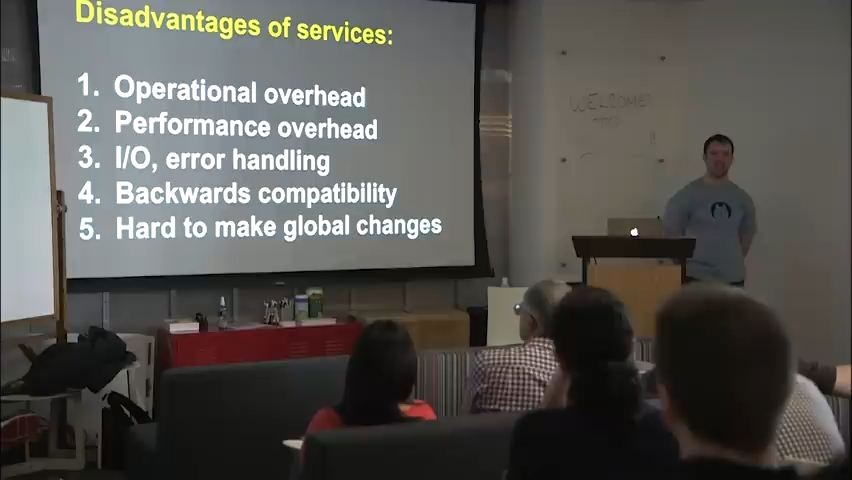 Disadvantages of services:
1. Operational overhead
2. Performance overhead
3. I/O, error handling
4. Backwards compatibility
5. Hard to make global changes
WELCOME